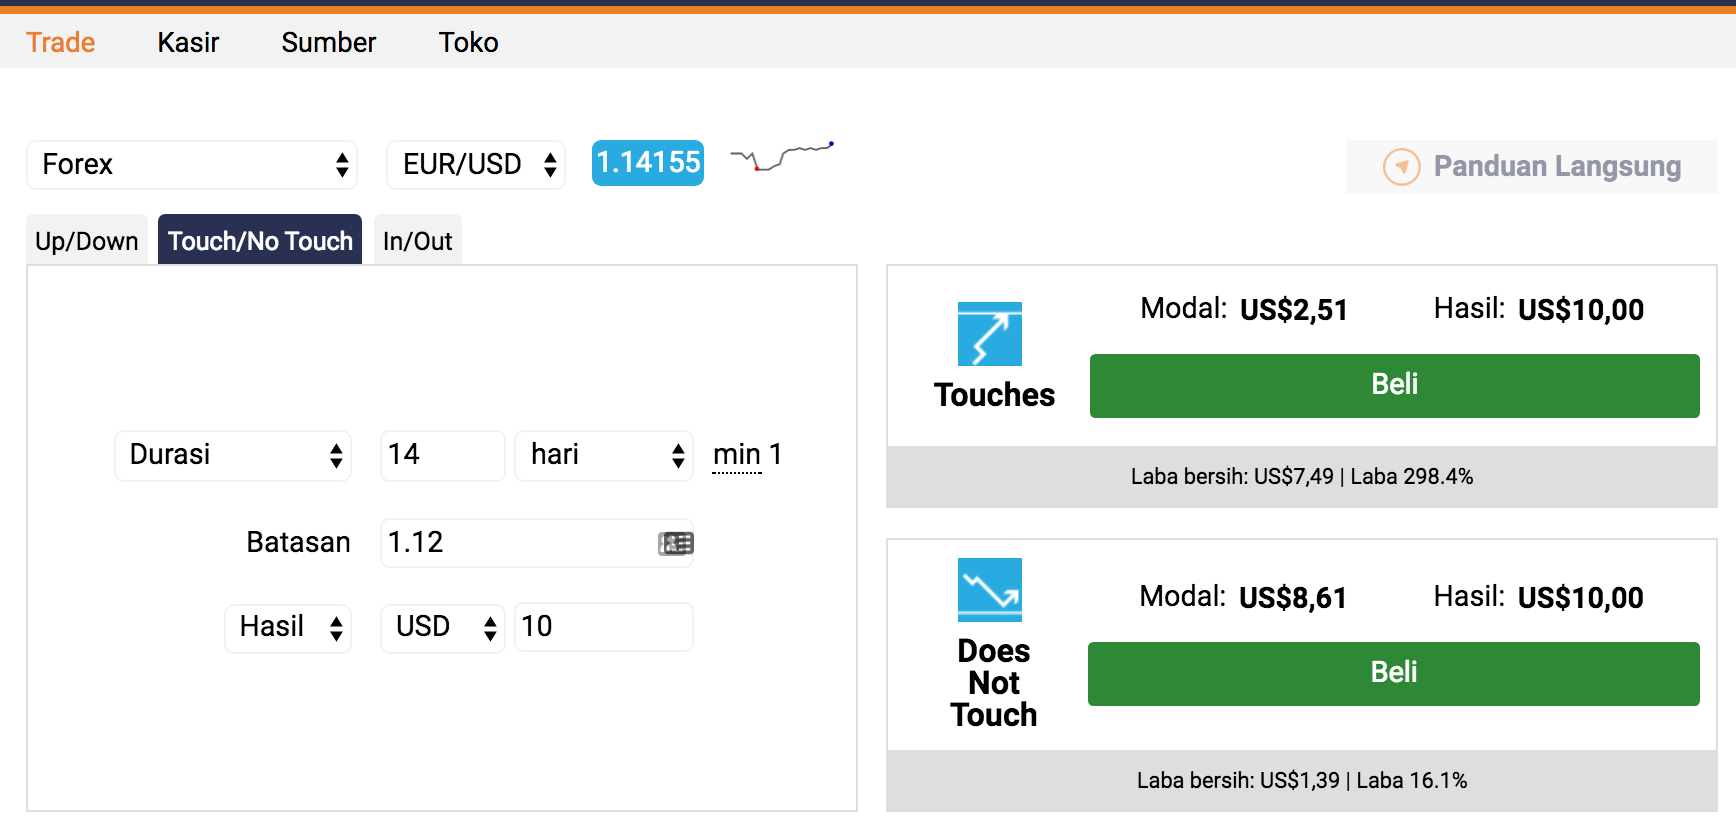 Trade Kasir Sumber Toko
Forex EUR/USD 1.14155 Panduan Langsung
Up/Down Touch/No Touch In/Out
Durasi 14 hari min 1
Batasan 1.12
Hasil USD 10
Modal: US$2,51 Hasil: US$10,00
Touches
Beli
Laba bersih: US$7,49 | Laba 298.4%
Modal: US$8,61 Hasil: US$10,00
Does
Not
Touch
Beli
Laba bersih: US$1,39 | Laba 16.1%